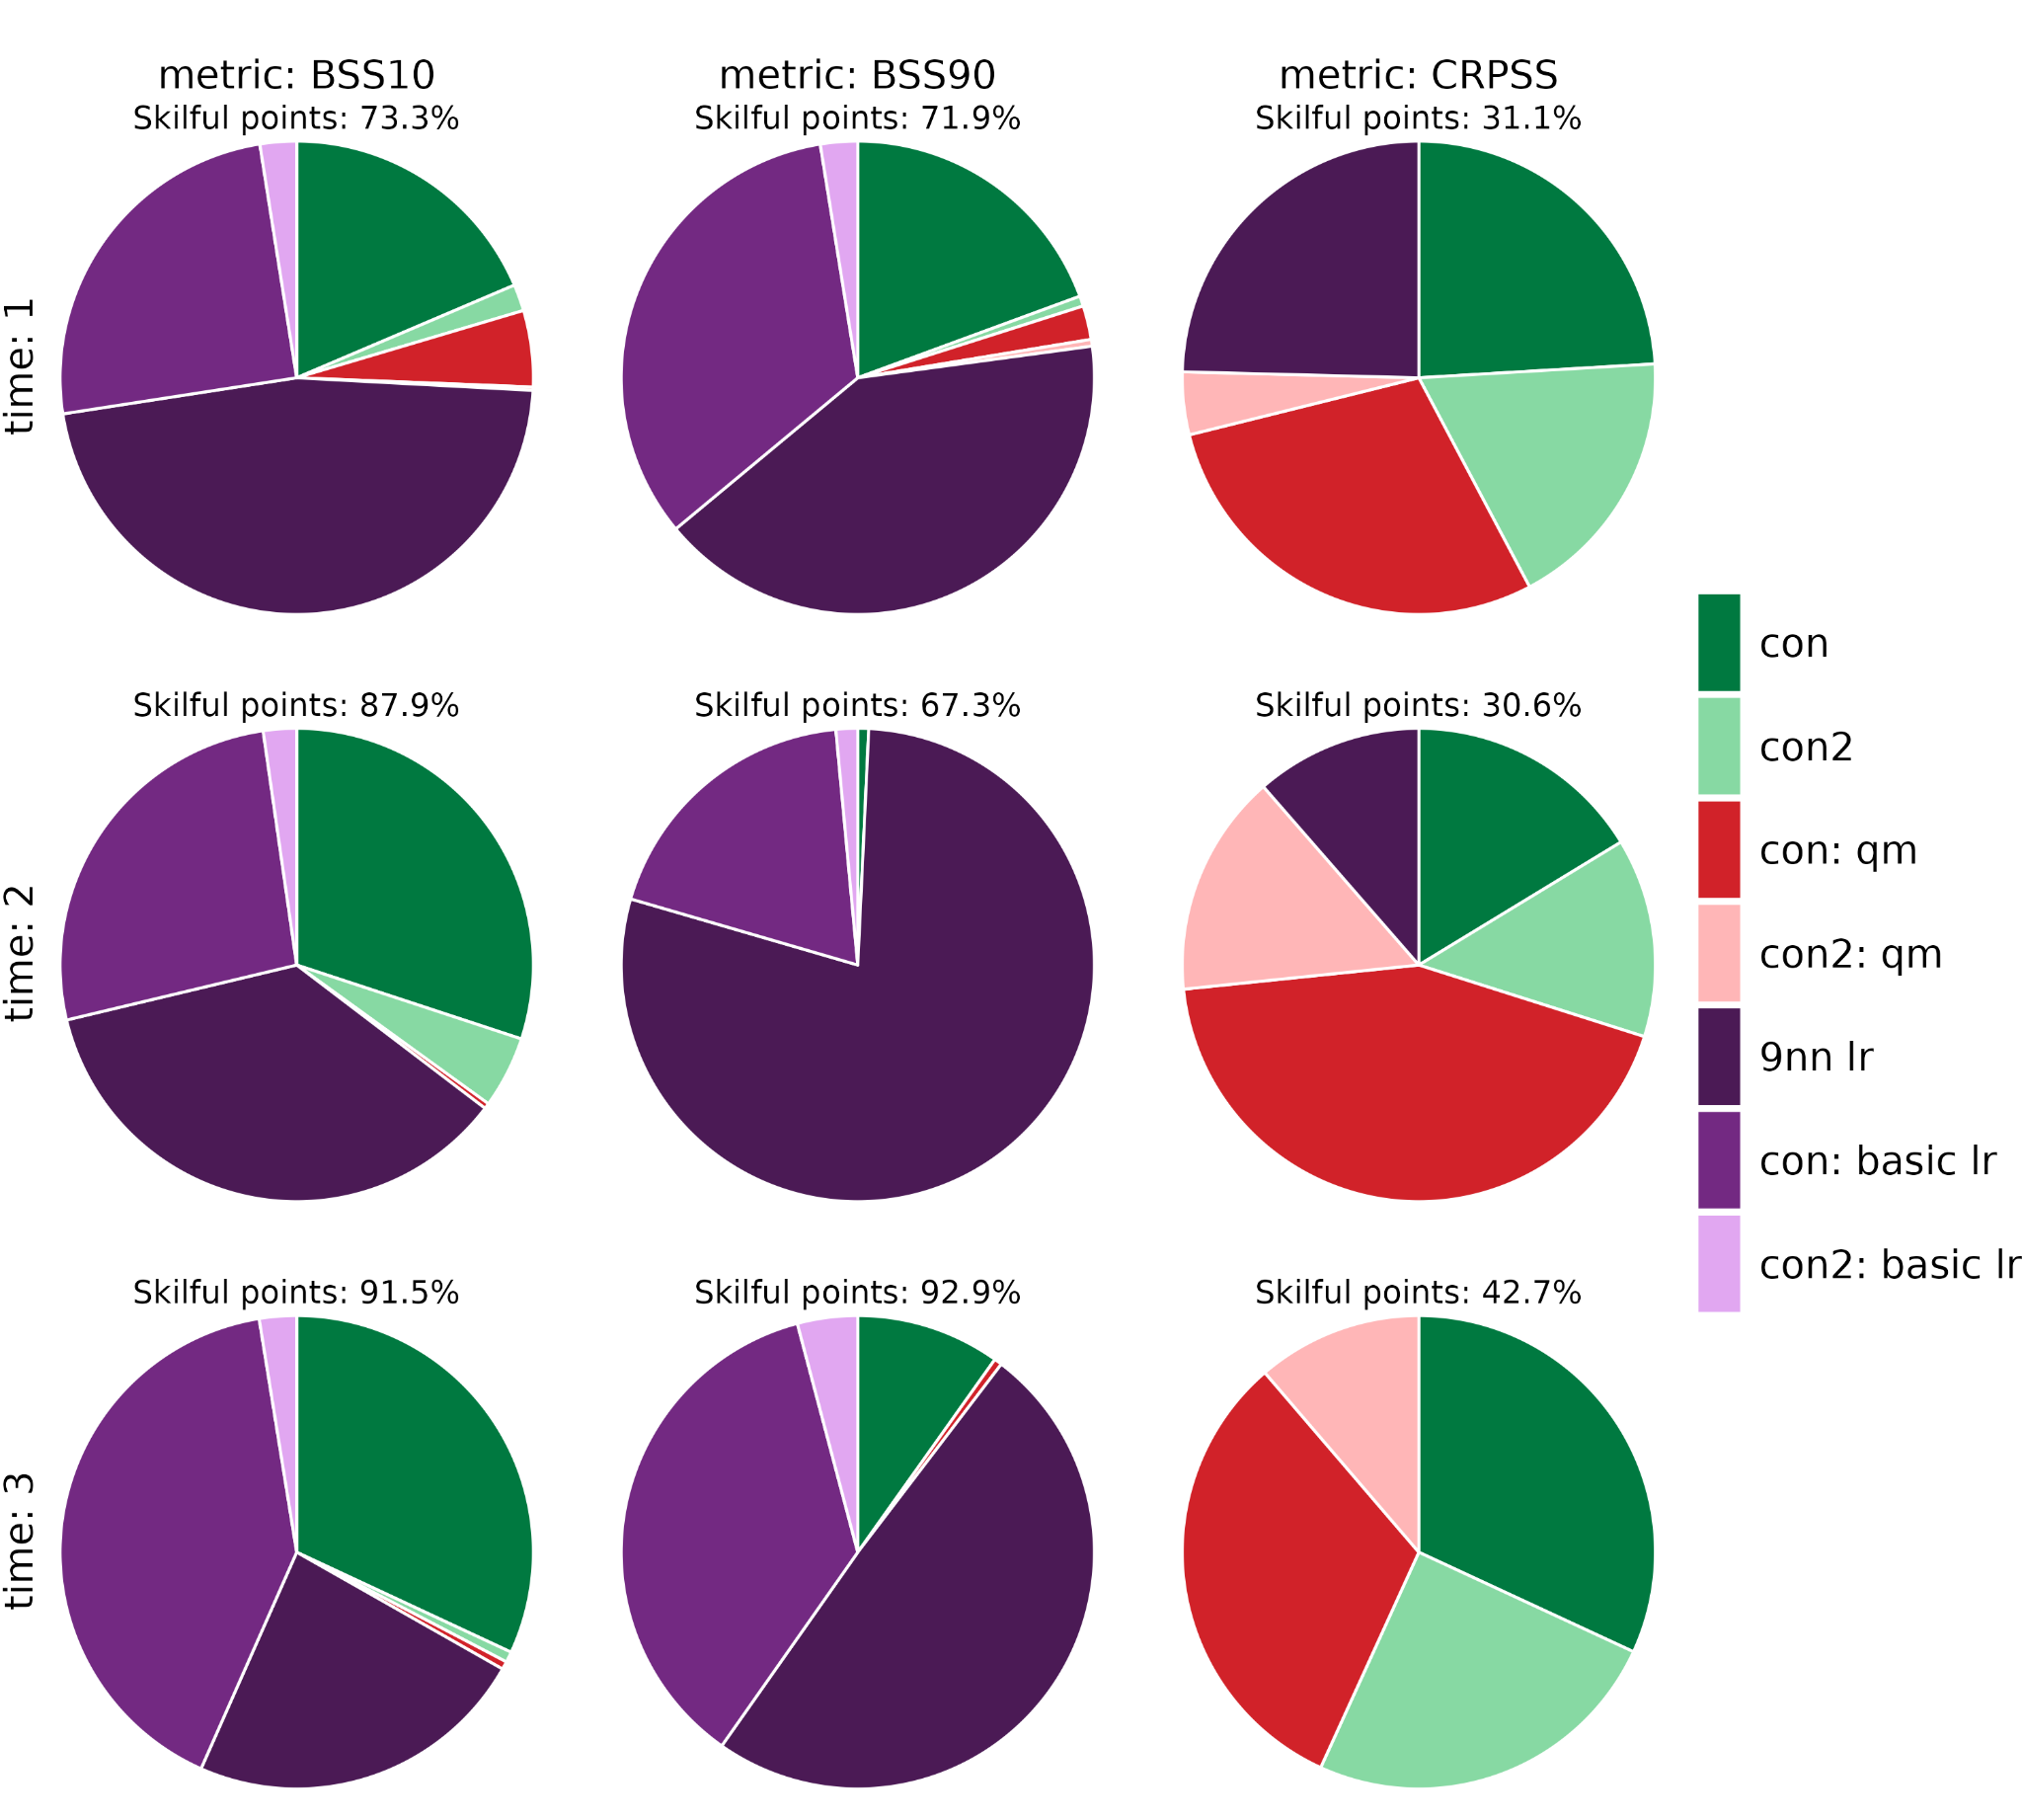 metric: BSS10
Skilful points: 73.3%
metric: BSS90
Skilful points: 71.9%
metric: CRPSS
Skilful points: 31.1%
time: 1
Skilful points: 87.9%
Skilful points: 67.3%
Skilful points: 30.6%
time: 2
Skilful points: 91.5%
Skilful points: 92.9%
Skilful points: 42.7%
time: 3
con
con2
con: qm
con2: qm
9nn lr
con: basic lr
con2: basic lr